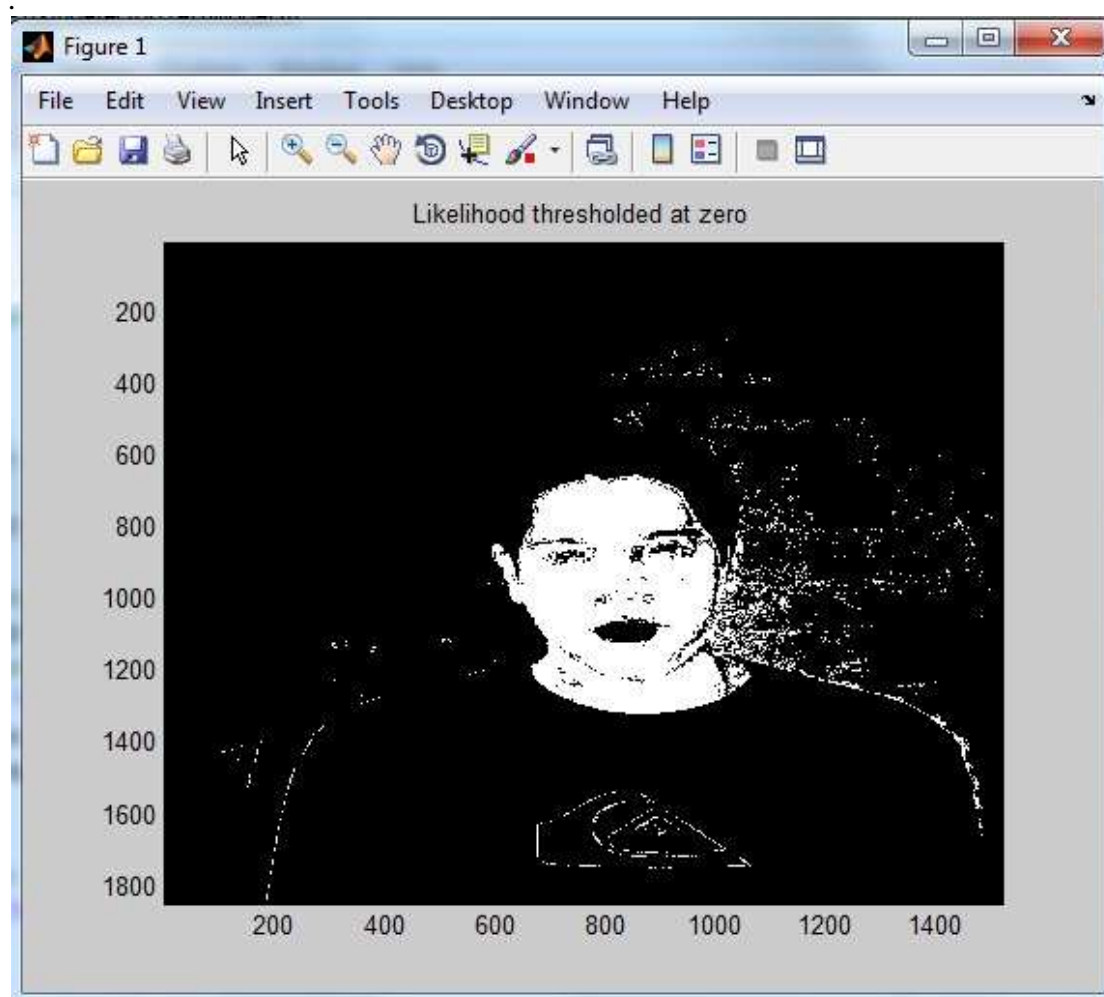 .
Figure 1
File Edit View Insert Tools Desktop Window Help
Likelihood thresholded at zero
200
400
600
800
1000
1200
1400
1600
1800
200 400 600 800 1000 1200 1400